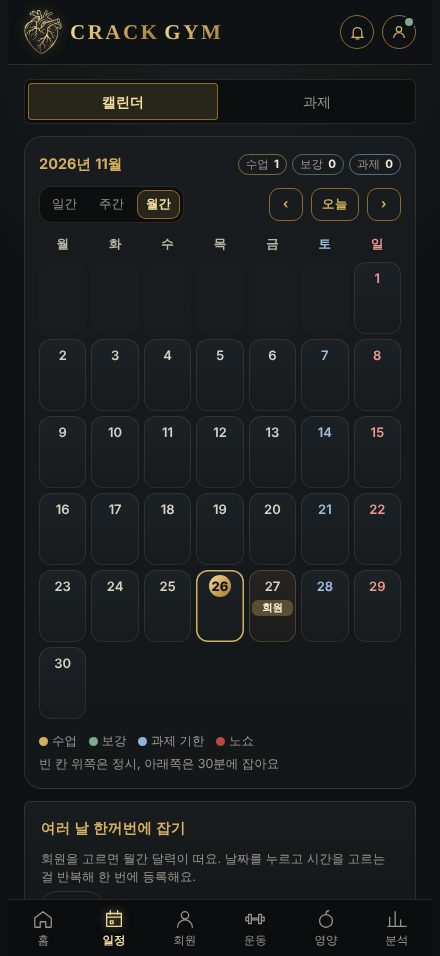 CRACK GYM
캘린더 과제
2026년 11월 수업 1 보강 0 과제 0
일간 주간 월간 ‹ 오늘 ›
월 화 수 목 금 토 일
1
2 3 4 5 6 7 8
9 10 11 12 13 14 15
16 17 18 19 20 21 22
23 24 25 26 27 28 29
회원
30
수업 보강 과제 기한 노쇼
빈 칸 위쪽은 정시, 아래쪽은 30분에 잡아요
여러 날 한꺼번에 잡기
회원을 고르면 월간 달력이 떠요. 날짜를 누르고 시간을 고르는
걸 반복해 한 번에 등록해요.
홈 일정 회원 운동 영양 분석